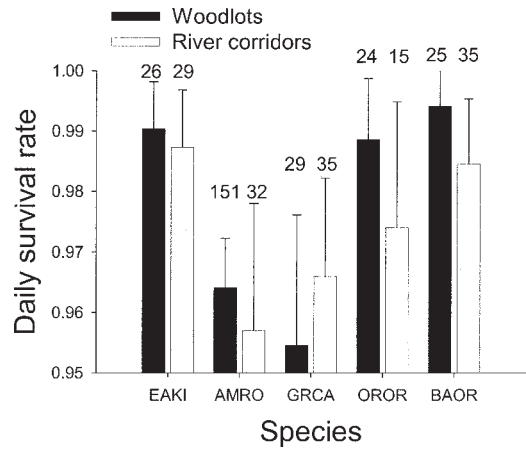 Woodlots
River corridors
26 29 151 32 29 35 24 15 25 35
1.00
0.99
0.98
0.97
0.96
0.95
Daily survival rate
EAKI AMRO GRCA OROR BAOR
Species